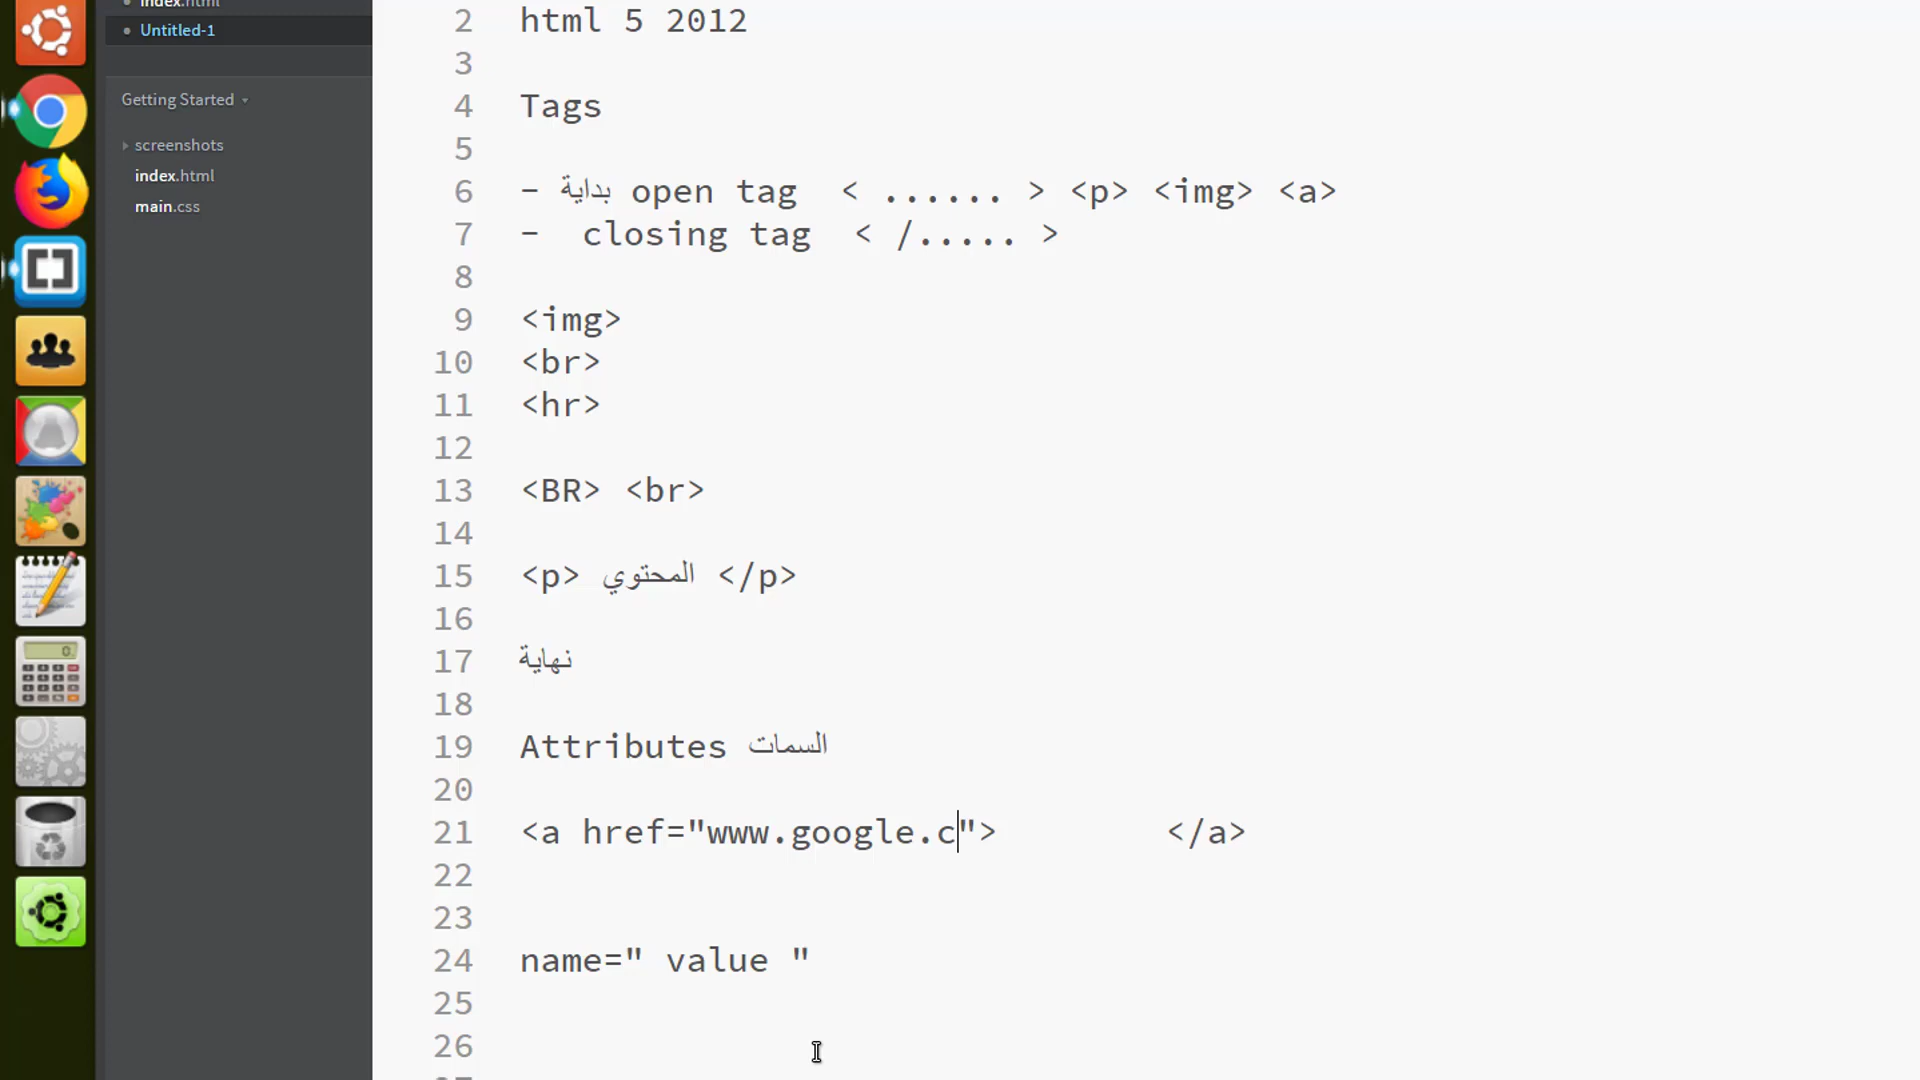 index.html
Untitled-1
Getting Started
screenshots
index.html
main.css
2 html 5 2012
3
4 Tags
5
6 - بداية open tag < ...... > <p> <img> <a>
7 - closing tag < /..... >
8
9 <img>
10 <br>
11 <hr>
12
13 <BR> <br>
14
15 <p> المحتوي </p>
16
17 نهاية
18
19 Attributes السمات
20
21 <a href="www.google.c"> </a>
22
23
24 name=" value "
25
26
27